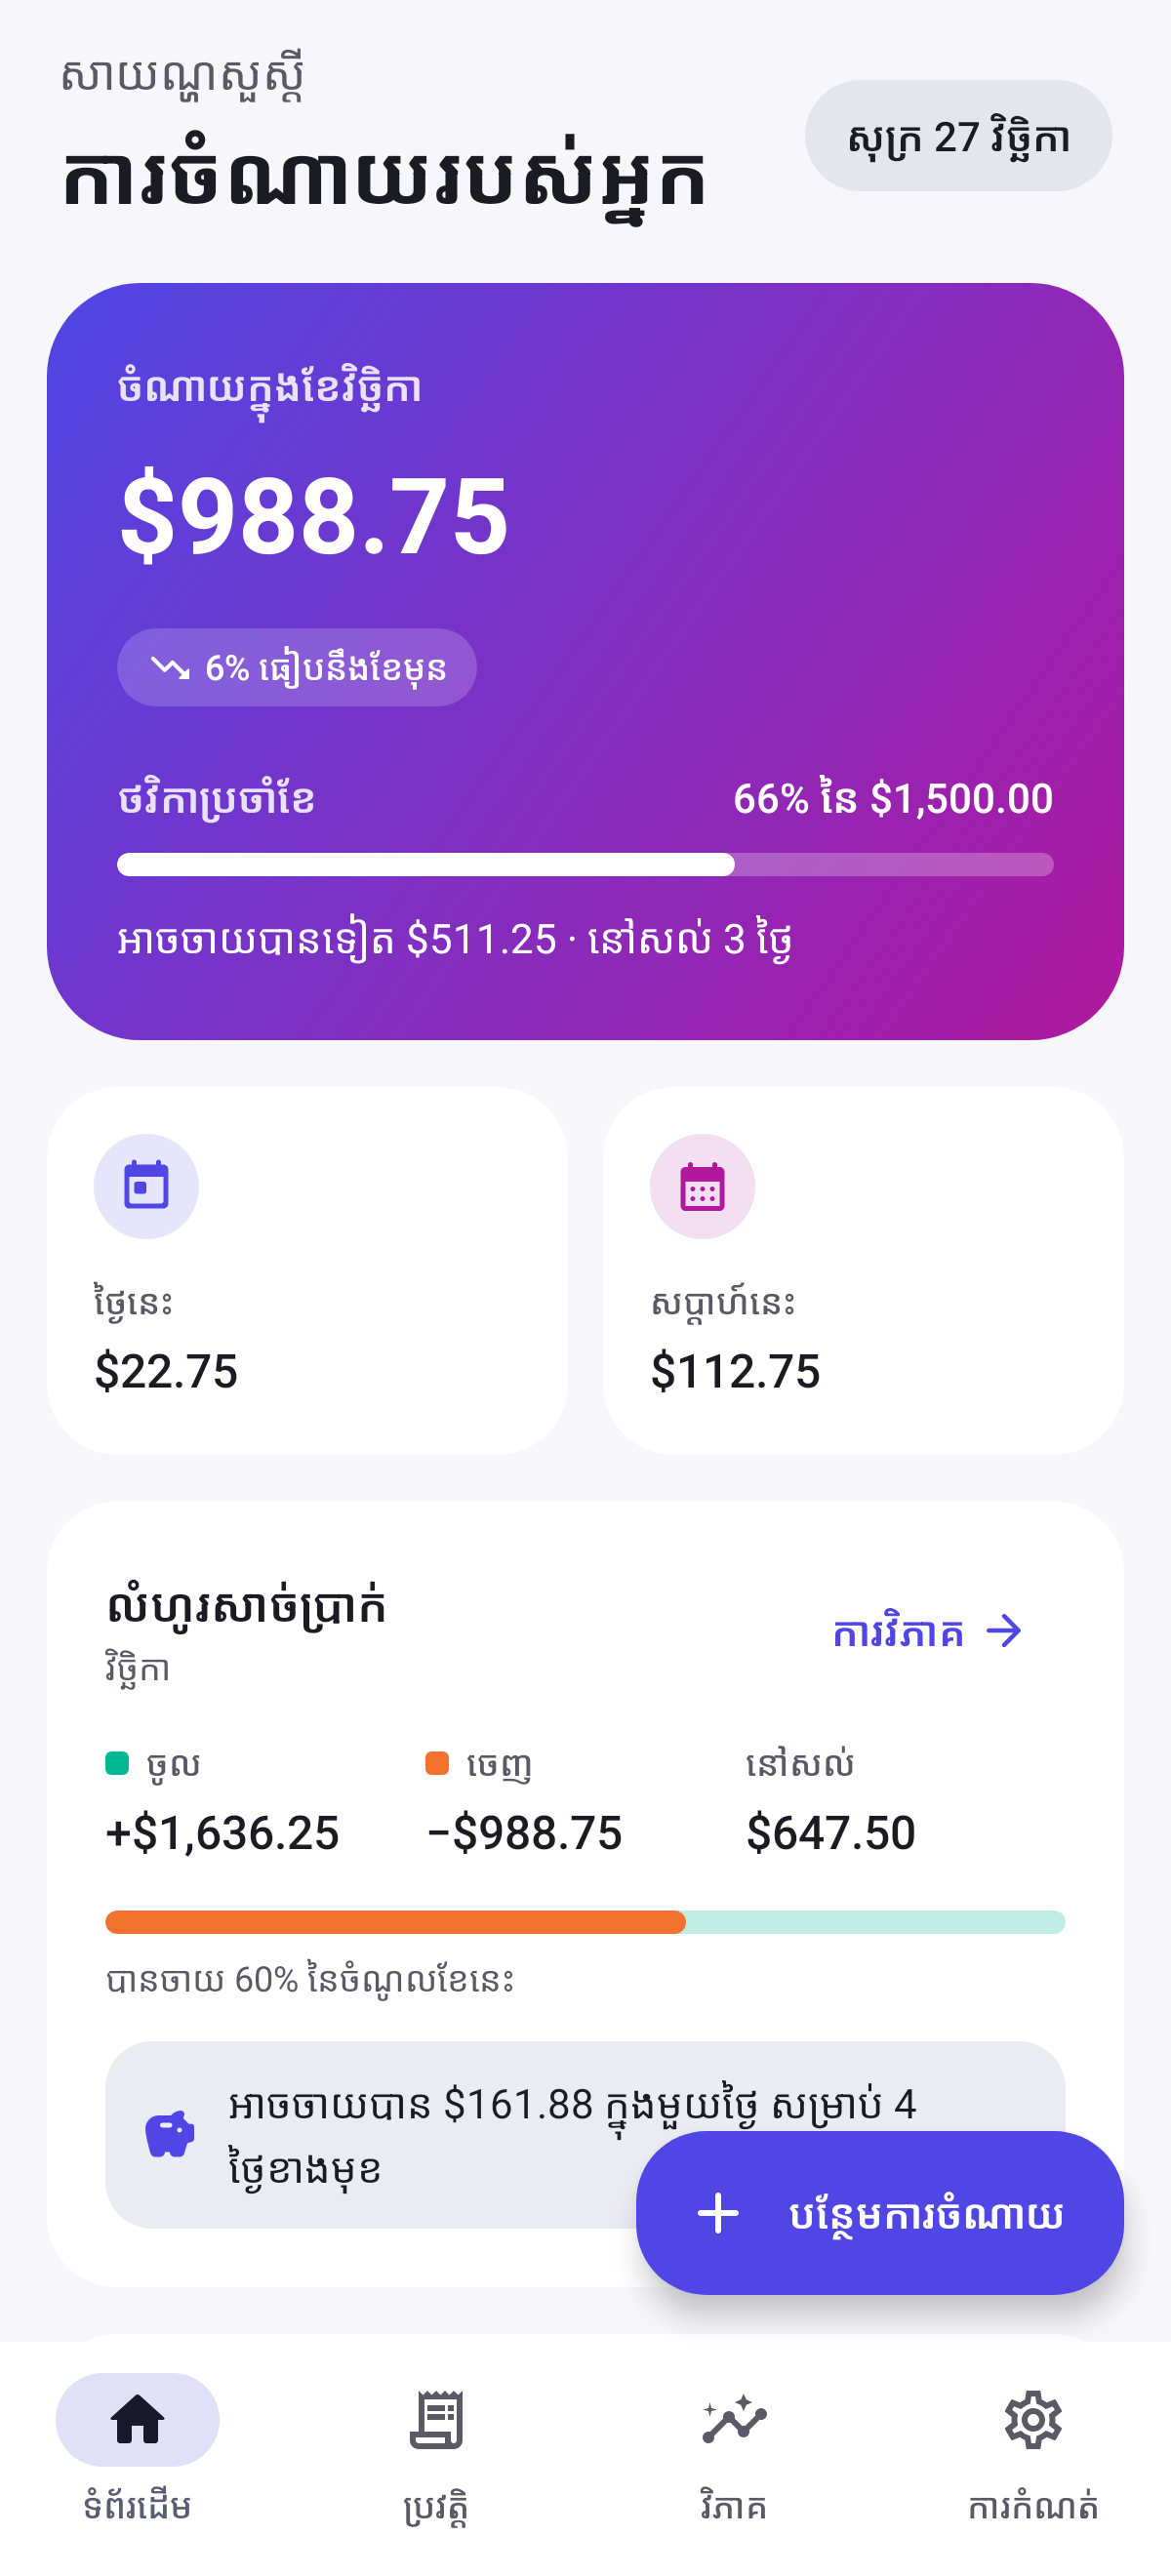 សាយណ្ហសួស្តី
ការចំណាយរបស់អ្នក
សុក្រ 27 វិច្ឆិកា
ចំណាយក្នុងខែវិច្ឆិកា
$988.75
6% ធៀបនឹងខែមុន
ថវិកាប្រចាំខែ
66% នៃ $1,500.00
អាចចាយបានទៀត $511.25 · នៅសល់ 3 ថ្ងៃ
ថ្ងៃនេះ
$22.75
សប្តាហ៍នេះ
$112.75
លំហូរសាច់ប្រាក់
វិច្ឆិកា
ការវិភាគ
ចូល
ចេញ
នៅសល់
+$1,636.25
−$988.75
$647.50
បានចាយ 60% នៃចំណូលខែនេះ
អាចចាយបាន $161.88 ក្នុងមួយថ្ងៃ សម្រាប់ 4
ថ្ងៃខាងមុខ
បន្ថែមការចំណាយ
ទំព័រដើម
ប្រវត្តិ
វិភាគ
ការកំណត់